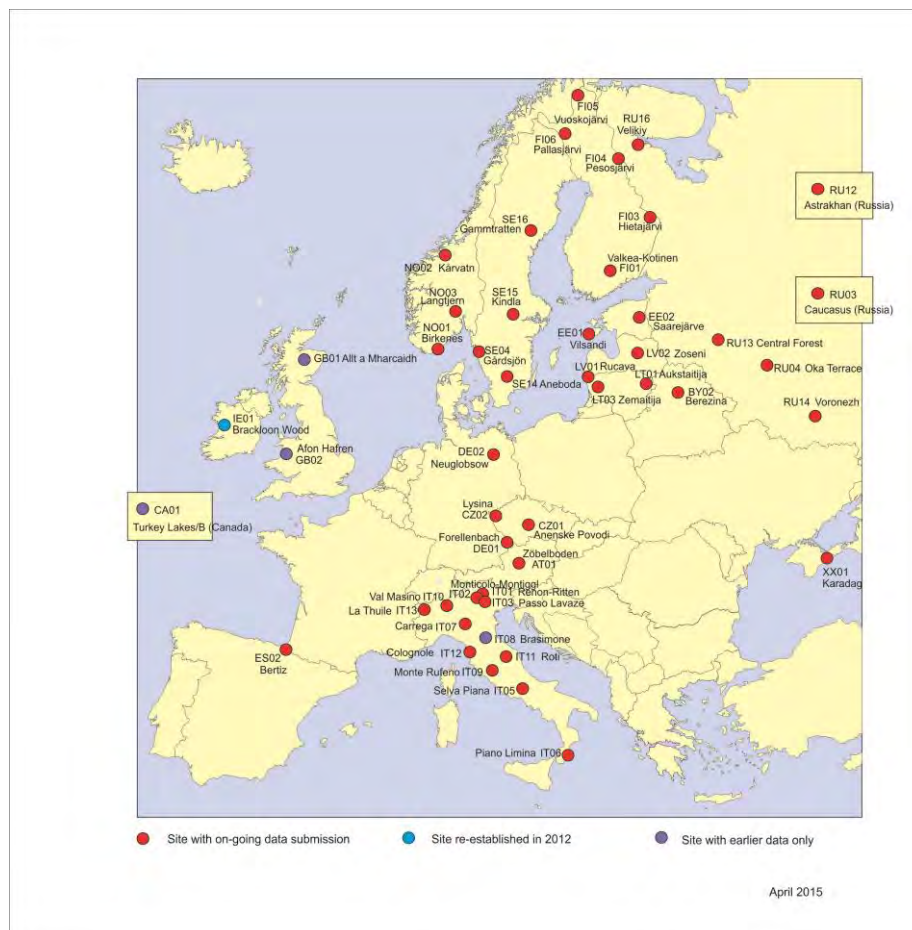 FI05
Vuoskojärvi
RU16
Velikiy
FI06
Pallasjärvi
FI04
Pesosjärvi
RU12
Astrakhan (Russia)
SE16
Gammtratten
FI03
Hietajärvi
NO02 Kårvatn
Valkea-Kotinen
FI01
NO03
Langtjern
SE15
Kindla
RU03
Caucasus (Russia)
EE02
Saarejärve
EE01
Vilsandi
NO01
Birkenes
RU13 Central Forest
GB01 Allt a Mharcaidh
SE04
Gårdsjön
LV02 Zoseni
RU04 Oka Terrace
LV01 Rucava
LT01 Aukstaitija
SE14 Aneboda
LT03 Zemaitija
BY02
Berezina
RU14 Voronezh
IE01
Brackloon Wood
Afon Hafren
GB02
DE02
Neuglobsow
CA01
Turkey Lakes/B (Canada)
Lysina
CZ02
CZ01
Anenske Povodi
Forellenbach
DE01
Zöbelboden
AT01
XX01
Karadag
Monticolo-Montiggl
IT02
IT01 Renon-Ritten
Val Masino IT10
IT03 Passo Lavaze
La Thuile IT13
Carrega IT07
IT08 Brasimone
ES02
Bertiz
Colognole IT12
IT11 Roti
Monte Rufeno IT09
Selva Piana IT05
Piano Limina IT06
Site with on-going data submission
Site re-established in 2012
Site with earlier data only
April 2015